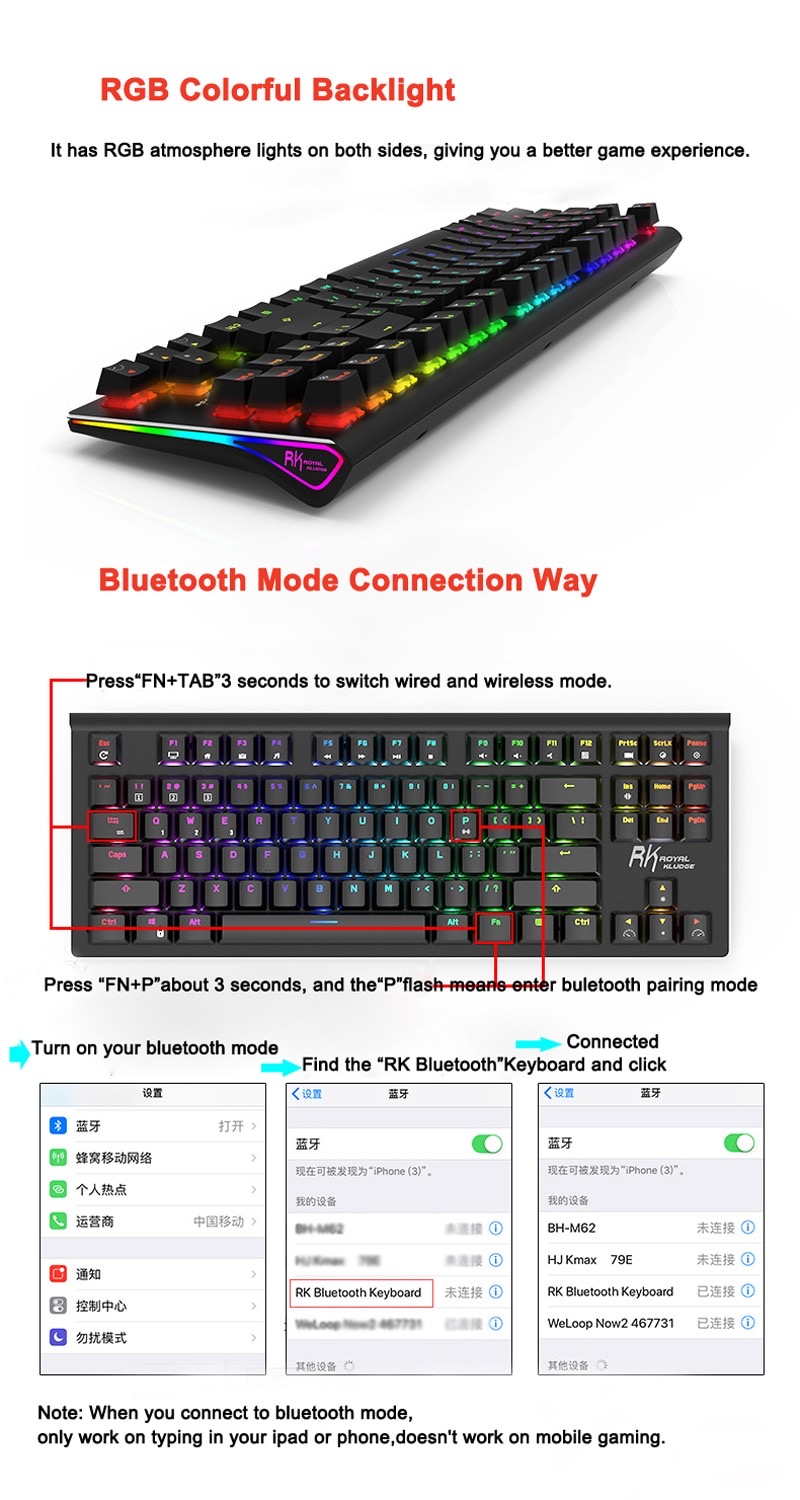 RGB Colorful Backlight
It has RGB atmosphere lights on both sides, giving you a better game experience.
RK ROYAL
KLUDGE
Bluetooth Mode Connection Way
Press“FN+TAB”3 seconds to switch wired and wireless mode.
Esc F1 F2 F3 F4 F5 F6 F7 F8 F9 F10 F11 F12 PrtSc ScrLK Pause
Ins Home PgUp
Q W E R T Y U I O P
1 2 3
Del End PgDn
Caps A S D F G H J K L
RK ROYAL
KLUDGE
Z X C V B N M
Ctrl Alt Alt Fn Ctrl
Press “FN+P”about 3 seconds, and the“P”flash means enter buletooth pairing mode
Turn on your bluetooth mode
Find the “RK Bluetooth”Keyboard and click
Connected
设置
蓝牙 打开
蜂窝移动网络
个人热点
运营商 中国移动
通知
控制中心
勿扰模式
设置 蓝牙
蓝牙
现在可被发现为“iPhone (3)”。
我的设备
BH-M62 未连接
HJ Kmax 79E 未连接
RK Bluetooth Keyboard 未连接
WeLoop Now2 467731 已连接
其他设备
设置 蓝牙
蓝牙
现在可被发现为“iPhone (3)”。
我的设备
BH-M62 未连接
HJ Kmax 79E 未连接
RK Bluetooth Keyboard 已连接
WeLoop Now2 467731 已连接
其他设备
Note: When you connect to bluetooth mode,
only work on typing in your ipad or phone,doesn't work on mobile gaming.